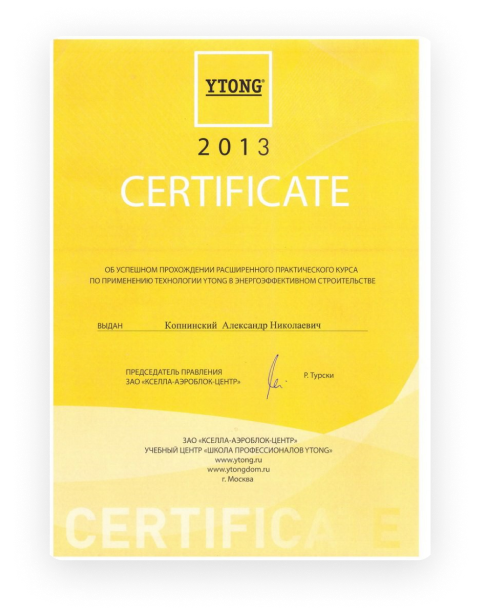 YTONG®
2013
CERTIFICATE
ОБ УСПЕШНОМ ПРОХОЖДЕНИИ РАСШИРЕННОГО ПРАКТИЧЕСКОГО КУРСА
ПО ПРИМЕНЕНИЮ ТЕХНОЛОГИИ YTONG В ЭНЕРГОЭФФЕКТИВНОМ СТРОИТЕЛЬСТВЕ
ВЫДАН Копнинский Александр Николаевич
ПРЕДСЕДАТЕЛЬ ПРАВЛЕНИЯ
ЗАО «КСЕЛЛА-АЭРОБЛОК-ЦЕНТР»
Р. Турски
ЗАО «КСЕЛЛА-АЭРОБЛОК-ЦЕНТР»
УЧЕБНЫЙ ЦЕНТР «ШКОЛА ПРОФЕССИОНАЛОВ YTONG»
www.ytong.ru
www.ytongdom.ru
г. Москва
CERTIFICATE